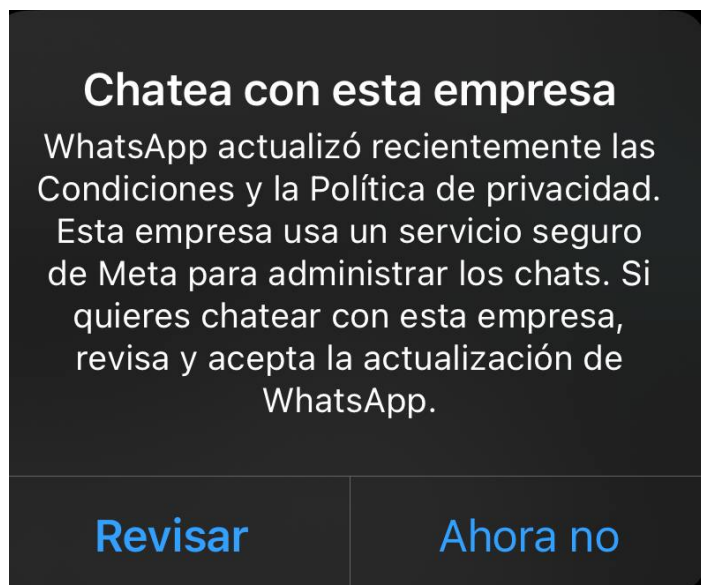 Chatea con esta empresa
WhatsApp actualizó recientemente las
Condiciones y la Política de privacidad.
Esta empresa usa un servicio seguro
de Meta para administrar los chats. Si
quieres chatear con esta empresa,
revisa y acepta la actualización de
WhatsApp.
Revisar
Ahora no